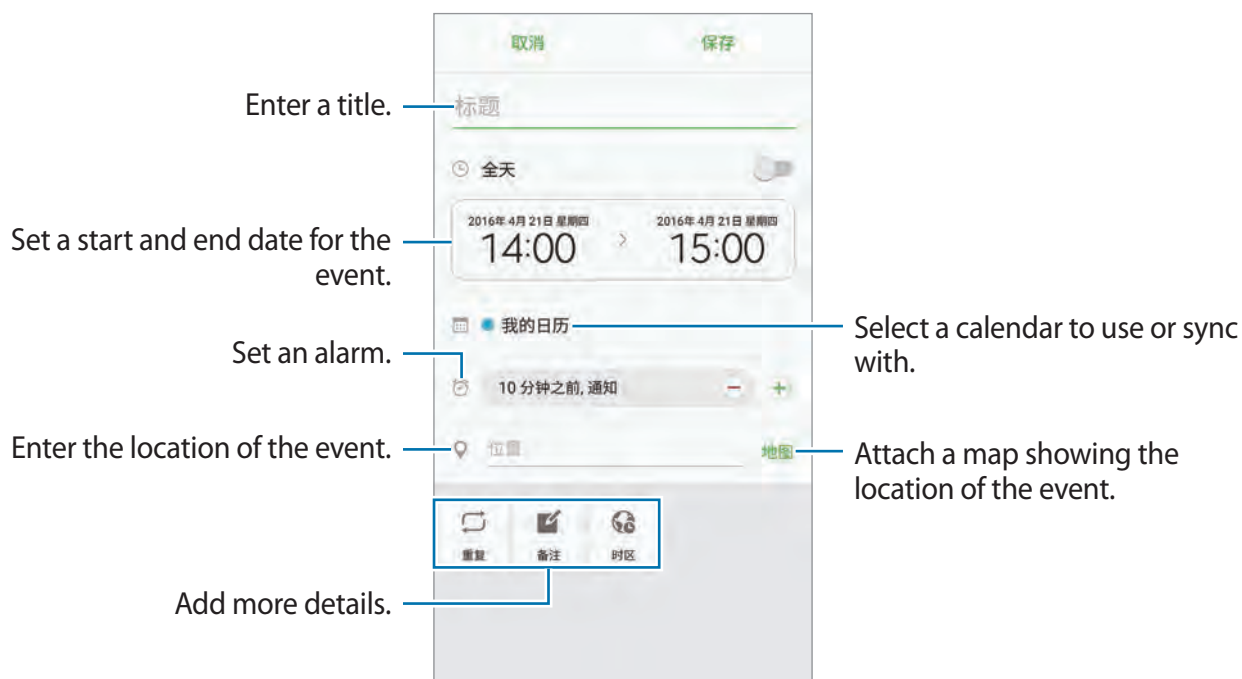 取消 保存
Enter a title.
标题
全天
Set a start and end date for the
event.
2016年 4月 21日 星期四 2016年 4月 21日 星期四
14:00 > 15:00
我的日历
Select a calendar to use or sync
with.
Set an alarm.
10 分钟之前, 通知
Enter the location of the event.
位置
地图
Attach a map showing the
location of the event.
重复 备注 时区
Add more details.